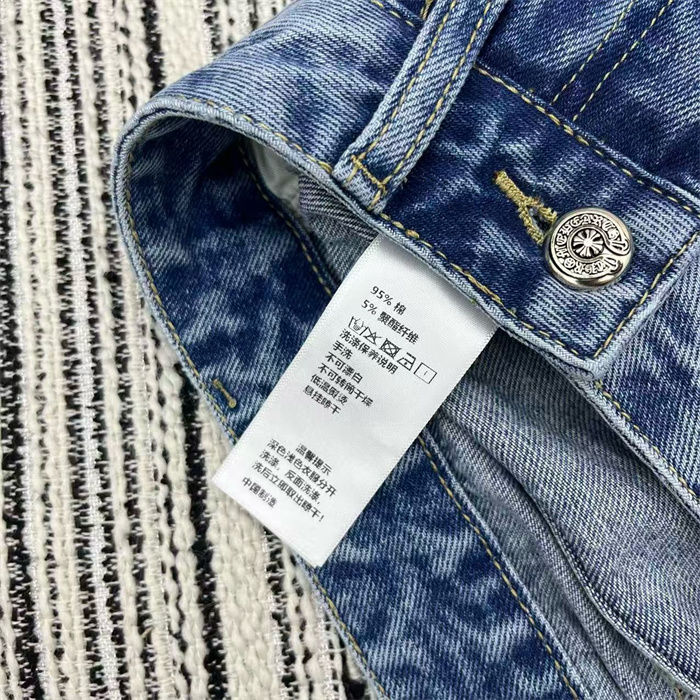 95% 棉
5% 聚酯纤维
洗涤保养说明
手洗
不可漂白
不可转筒干燥
低温熨烫
悬挂晾干
温馨提示
深色浅色衣服分开
洗涤，反面洗涤，
洗后立即取出晾干!
中国制造
CHROME HEARTS